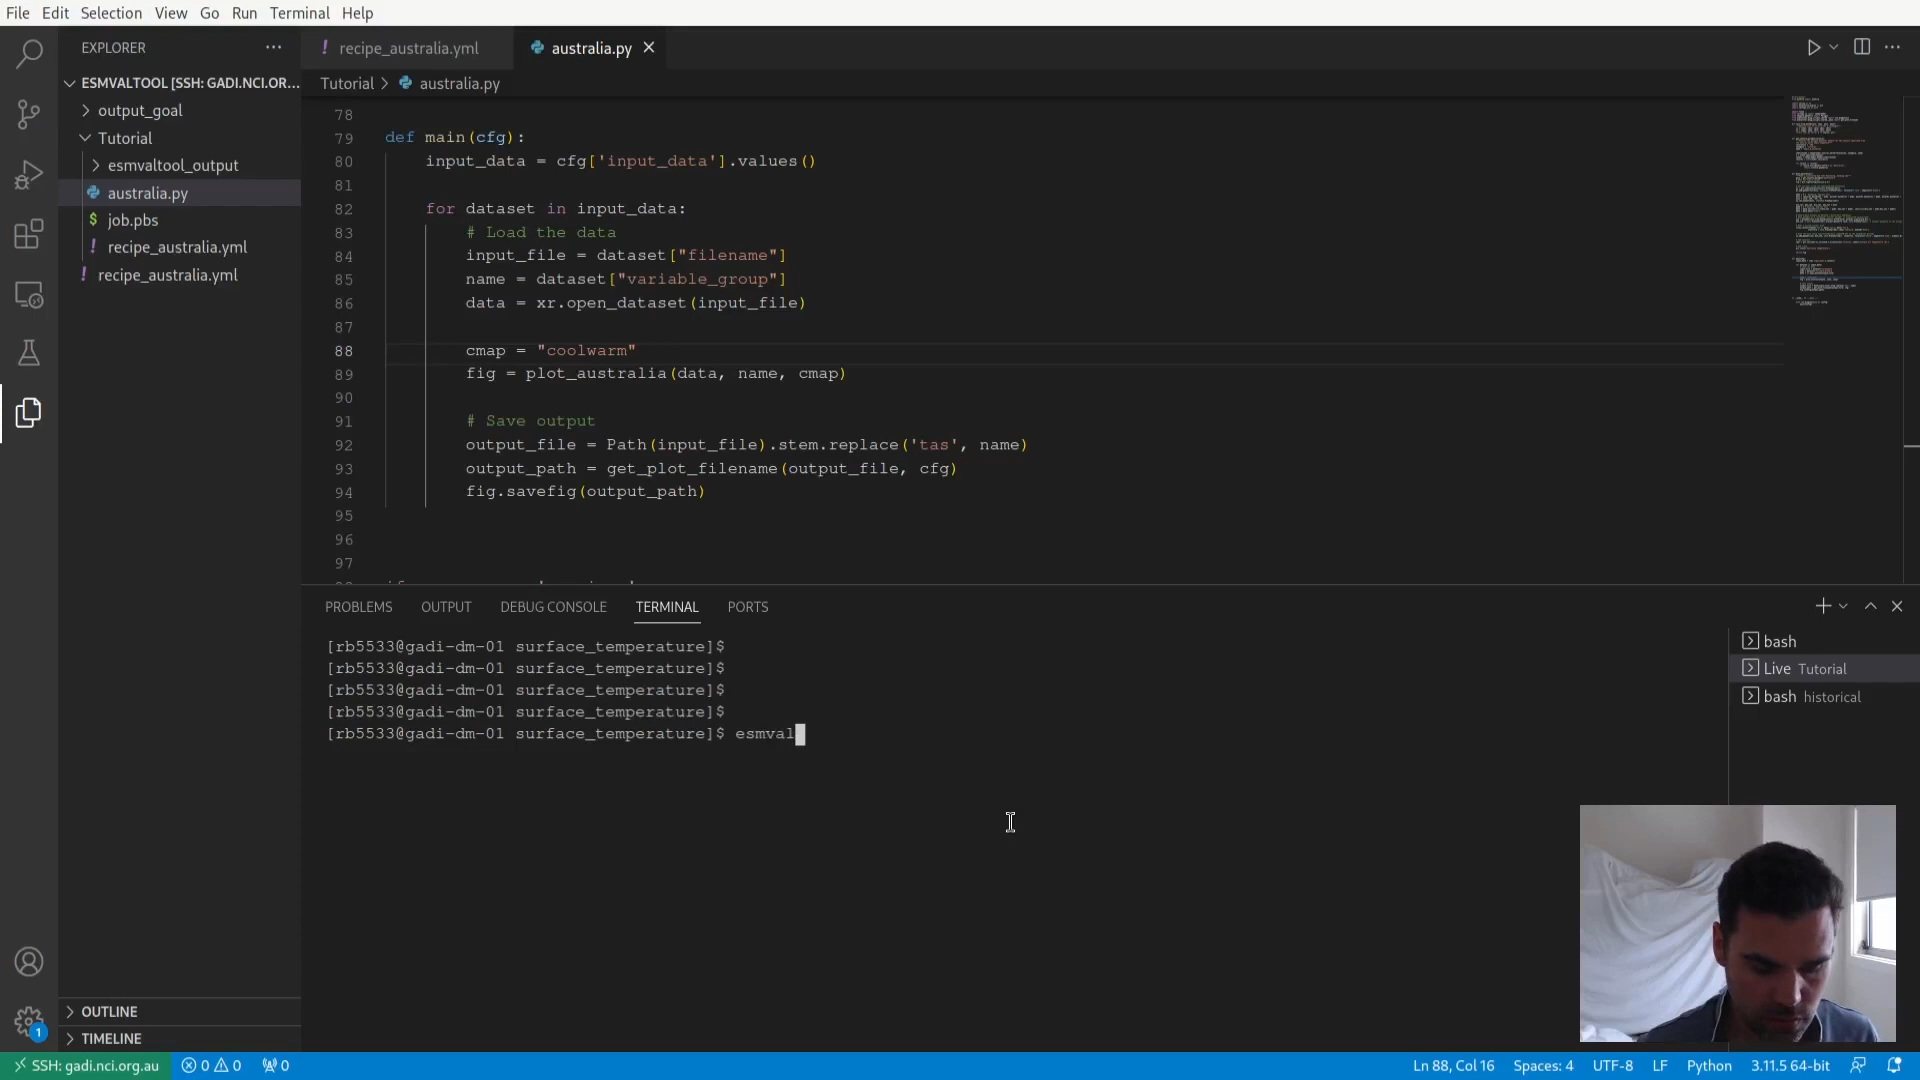 File Edit Selection View Go Run Terminal Help
EXPLORER
recipe_australia.yml
australia.py
ESMVALTOOL [SSH: GADI.NCI.OR...
output_goal
Tutorial
esmvaltool_output
australia.py
job.pbs
recipe_australia.yml
recipe_australia.yml
Tutorial > australia.py
78
79 def main(cfg):
80 input_data = cfg['input_data'].values()
81
82 for dataset in input_data:
83 # Load the data
84 input_file = dataset["filename"]
85 name = dataset["variable_group"]
86 data = xr.open_dataset(input_file)
87
88 cmap = "coolwarm"
89 fig = plot_australia(data, name, cmap)
90
91 # Save output
92 output_file = Path(input_file).stem.replace('tas', name)
93 output_path = get_plot_filename(output_file, cfg)
94 fig.savefig(output_path)
95
96
97
PROBLEMS OUTPUT DEBUG CONSOLE TERMINAL PORTS
[rb5533@gadi-dm-01 surface_temperature]$
[rb5533@gadi-dm-01 surface_temperature]$
[rb5533@gadi-dm-01 surface_temperature]$
[rb5533@gadi-dm-01 surface_temperature]$
[rb5533@gadi-dm-01 surface_temperature]$ esmval
bash
Live Tutorial
bash historical
OUTLINE
TIMELINE
1
SSH: gadi.nci.org.au 0 0 0 Ln 88, Col 16 Spaces: 4 UTF-8 LF Python 3.11.5 64-bit